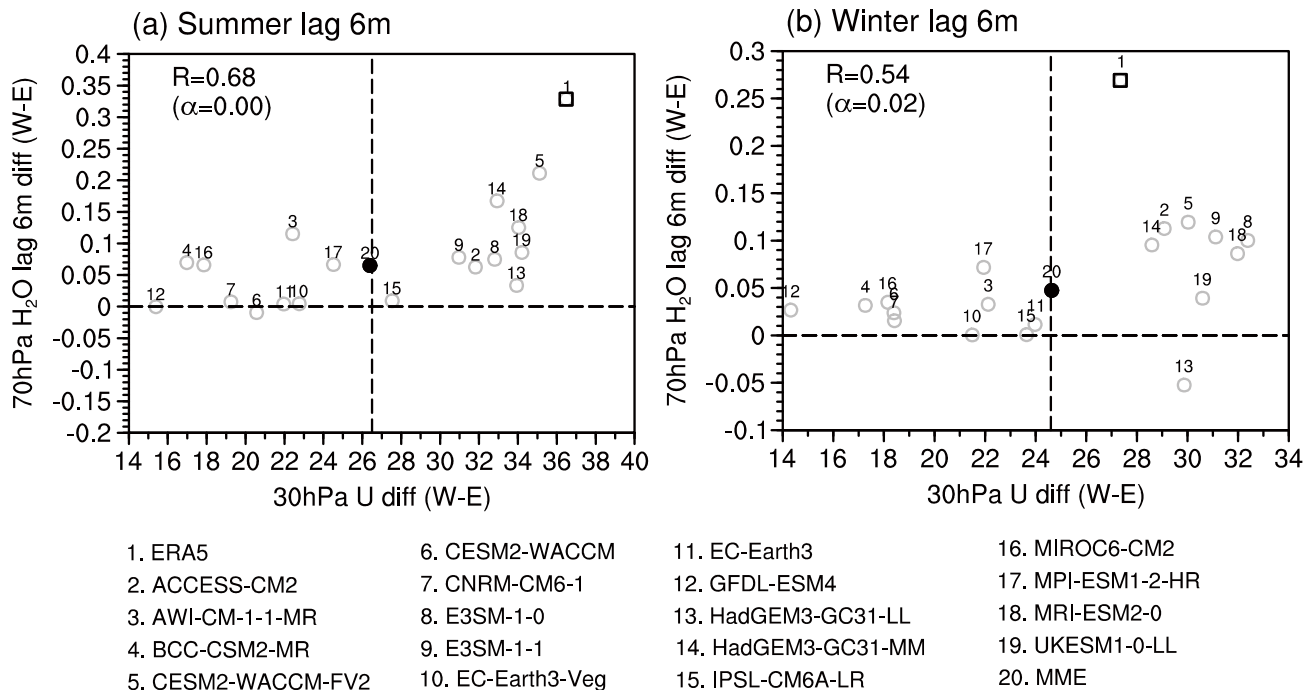 (a) Summer lag 6m
R=0.68
(α=0.00)
70hPa H₂O lag 6m diff (W-E)
0.4
0.35
0.3
0.25
0.2
0.15
0.1
0.05
0
-0.05
-0.1
-0.15
-0.2
1
5
14
18
3
19
9
8
2
13
4 16
17
20
15
12
7
6
11 10
14 16 18 20 22 24 26 28 30 32 34 36 38 40
30hPa U diff (W-E)
(b) Winter lag 6m
R=0.54
(α=0.02)
70hPa H₂O lag 6m diff (W-E)
0.3
0.25
0.2
0.15
0.1
0.05
0
-0.05
-0.1
1
2
5
14
9
8
18
17
20
19
12
4
16
6
7
3
10
15
11
13
14 16 18 20 22 24 26 28 30 32 34
30hPa U diff (W-E)
1. ERA5
2. ACCESS-CM2
3. AWI-CM-1-1-MR
4. BCC-CSM2-MR
5. CESM2-WACCM-FV2
6. CESM2-WACCM
7. CNRM-CM6-1
8. E3SM-1-0
9. E3SM-1-1
10. EC-Earth3-Veg
11. EC-Earth3
12. GFDL-ESM4
13. HadGEM3-GC31-LL
14. HadGEM3-GC31-MM
15. IPSL-CM6A-LR
16. MIROC6-CM2
17. MPI-ESM1-2-HR
18. MRI-ESM2-0
19. UKESM1-0-LL
20. MME